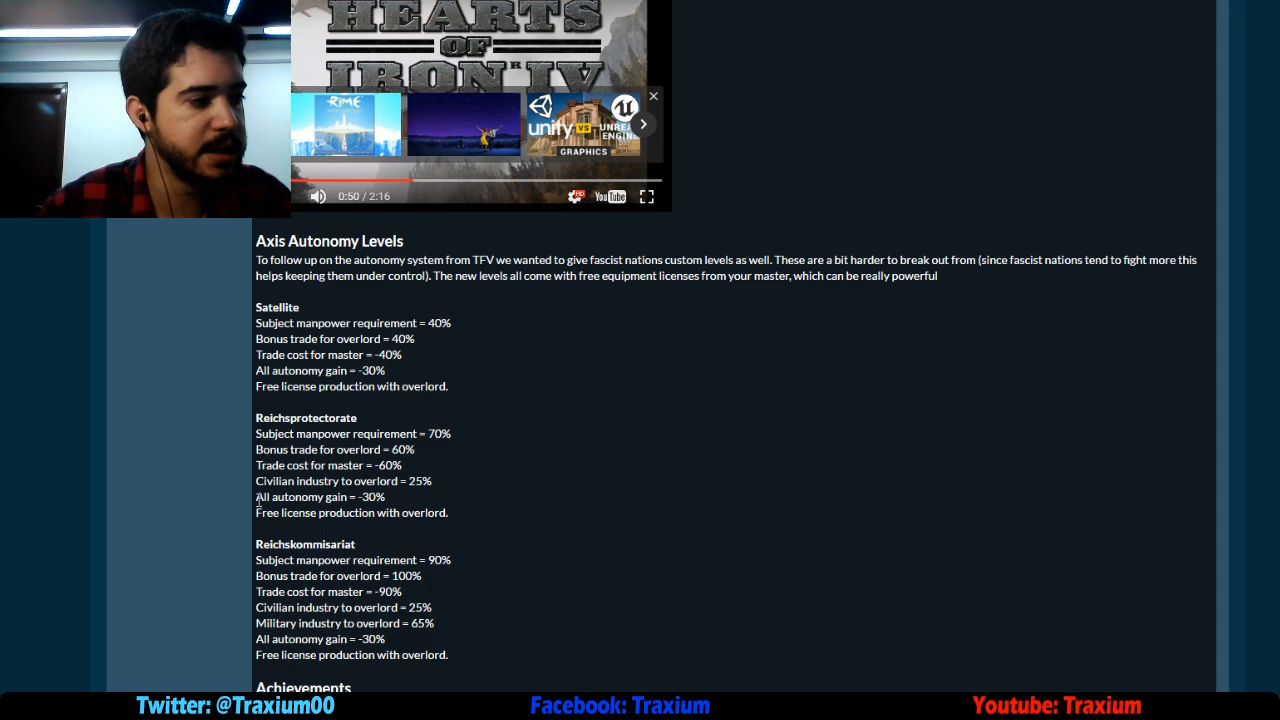 HEARTS
OF
IRON IV
RiME
unity VS UNREAL
ENGINE
GRAPHICS
0:50 / 2:16
HD
YouTube
Axis Autonomy Levels
To follow up on the autonomy system from TFV we wanted to give fascist nations custom levels as well. These are a bit harder to break out from (since fascist nations tend to fight more this
helps keeping them under control). The new levels all come with free equipment licenses from your master, which can be really powerful
Satellite
Subject manpower requirement = 40%
Bonus trade for overlord = 40%
Trade cost for master = -40%
All autonomy gain = -30%
Free license production with overlord.
Reichsprotectorate
Subject manpower requirement = 70%
Bonus trade for overlord = 60%
Trade cost for master = -60%
Civilian industry to overlord = 25%
All autonomy gain = -30%
Free license production with overlord.
Reichskommisariat
Subject manpower requirement = 90%
Bonus trade for overlord = 100%
Trade cost for master = -90%
Civilian industry to overlord = 25%
Military industry to overlord = 65%
All autonomy gain = -30%
Free license production with overlord.
Achievements
Twitter: @Traxium00 Facebook: Traxium Youtube: Traxium